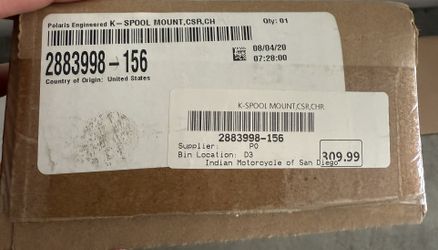 Polaris Engineered K-SPOOL MOUNT,CSR,CH Qty: 01
2883998-156
08/04/20
07:28:00
Country of Origin: United States
K-SPOOL MOUNT,CSR,CHR
2883998-156
Supplier: PO
Bin Location: D3
309.99
Indian Motorcycle of San Diego